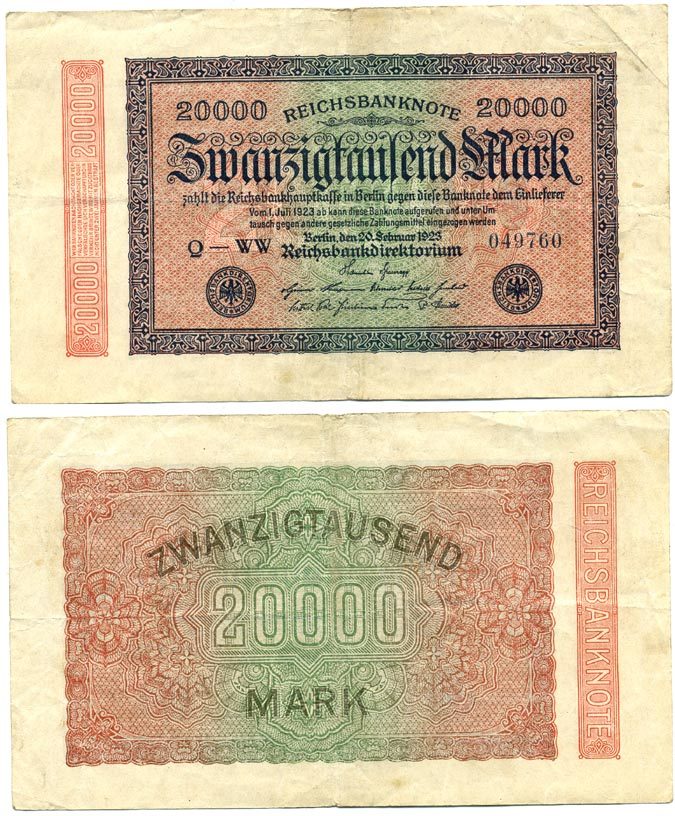 20000 REICHSBANKNOTE 20000
Zwanzigtausend Mark
zahlt die Reichsbankhauptkasse in Berlin gegen diese Banknote dem Einlieferer
Vom 1. Juli 1923 ab kann diese Banknote aufgerufen und unter Um-
tausch gegen andere gesetzliche Zahlungsmittel eingezogen werden
Berlin, den 20. Februar 1923
Q — WW Reichsbankdirektorium 049760
20000
20000
ZWANZIGTAUSEND
20000
MARK
REICHSBANKNOTE